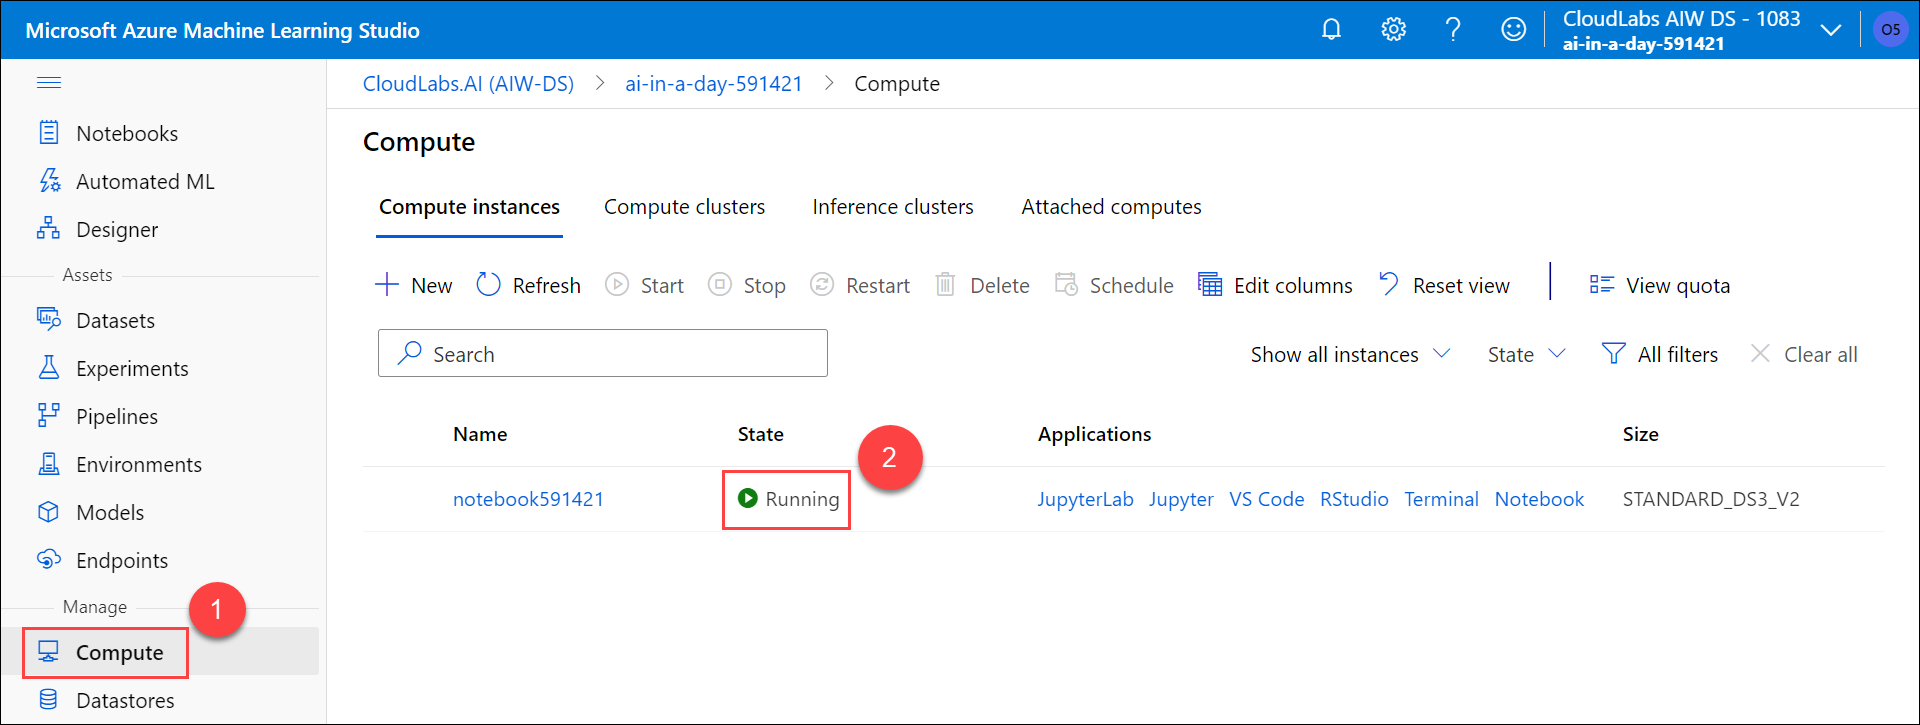 Microsoft Azure Machine Learning Studio
CloudLabs AIW DS - 1083
ai-in-a-day-591421
O5
CloudLabs.AI (AIW-DS) > ai-in-a-day-591421 > Compute
Notebooks
Automated ML
Designer
Assets
Datasets
Experiments
Pipelines
Environments
Models
Endpoints
Manage
1
Compute
Datastores
Compute
Compute instances Compute clusters Inference clusters Attached computes
New Refresh Start Stop Restart Delete Schedule Edit columns Reset view View quota
Search Show all instances State All filters Clear all
Name State Applications Size
2
notebook591421 Running JupyterLab Jupyter VS Code RStudio Terminal Notebook STANDARD_DS3_V2